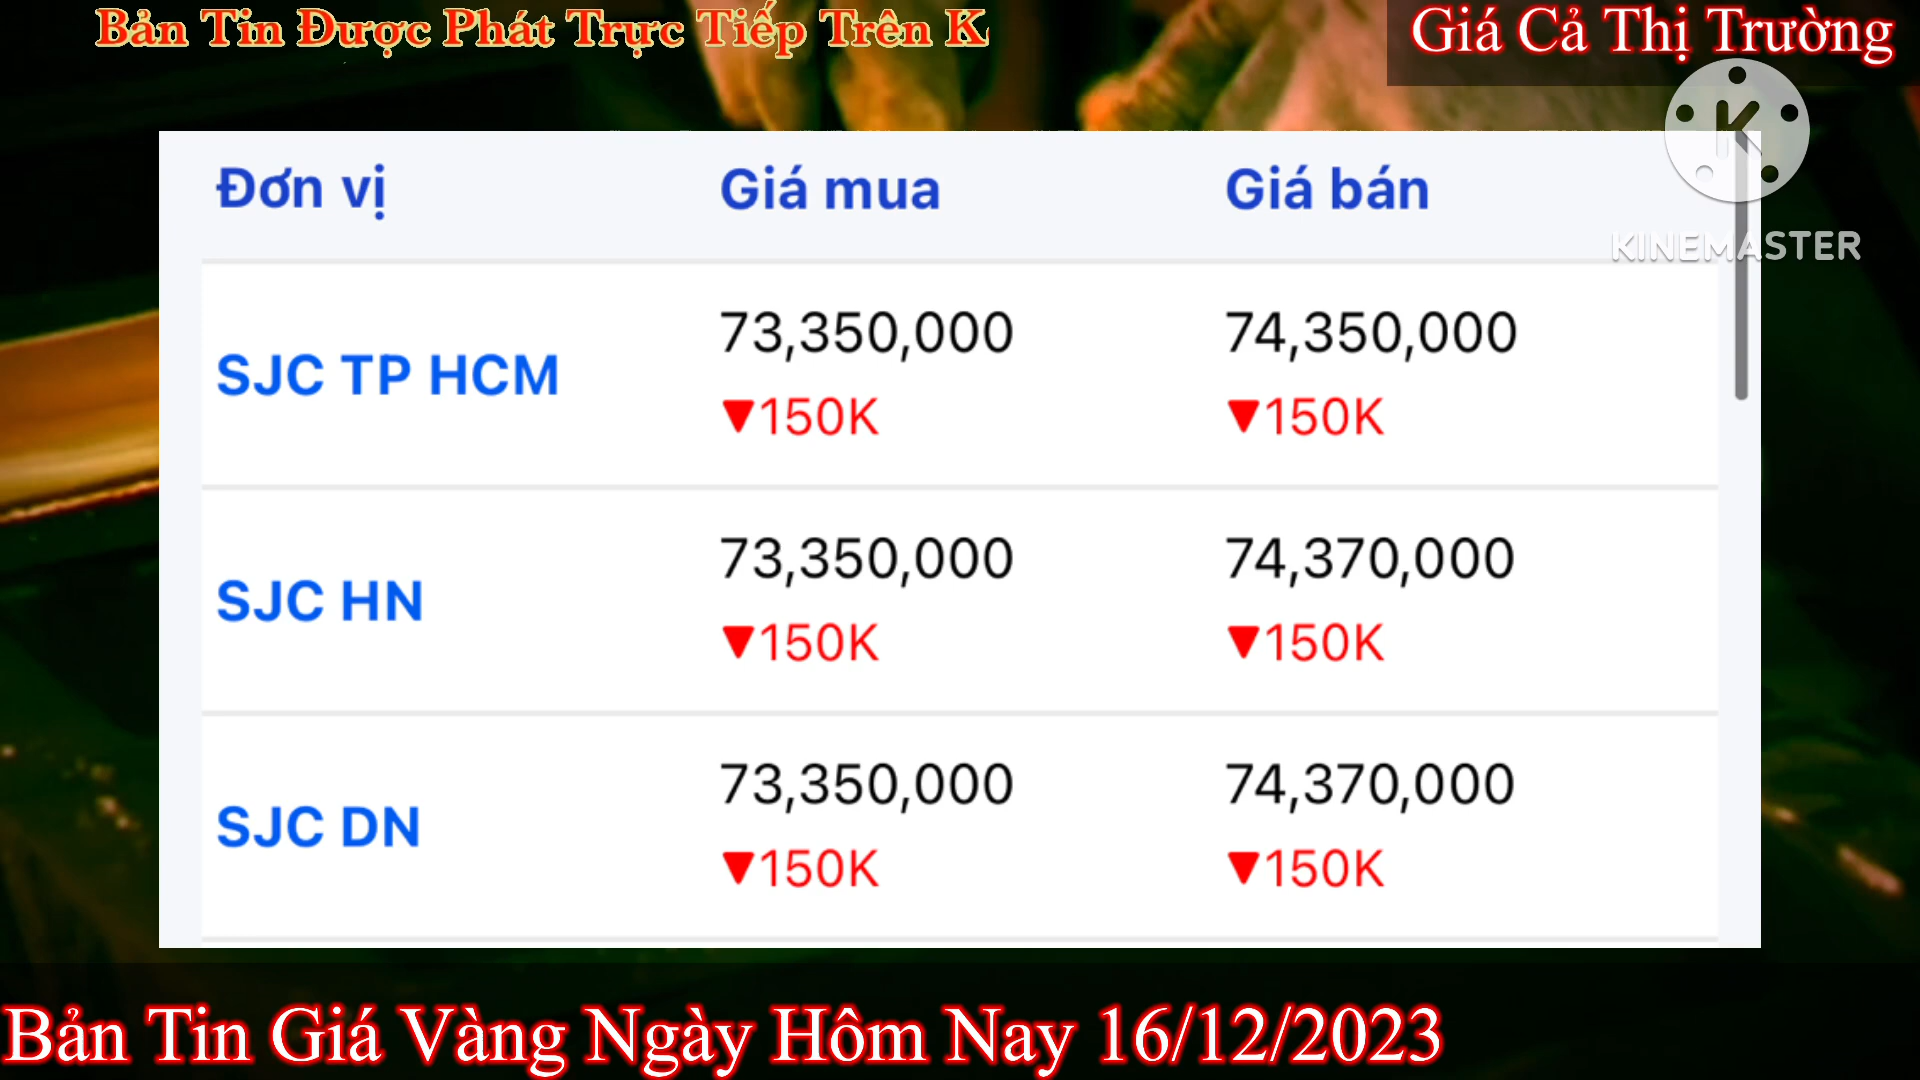 Bản Tin Được Phát Trực Tiếp Trên K
Giá Cả Thị Trường
K
KINEMASTER
Đơn vị Giá mua Giá bán
73,350,000 74,350,000
SJC TP HCM
▼150K ▼150K
73,350,000 74,370,000
SJC HN
▼150K ▼150K
73,350,000 74,370,000
SJC DN
▼150K ▼150K
Bản Tin Giá Vàng Ngày Hôm Nay 16/12/2023